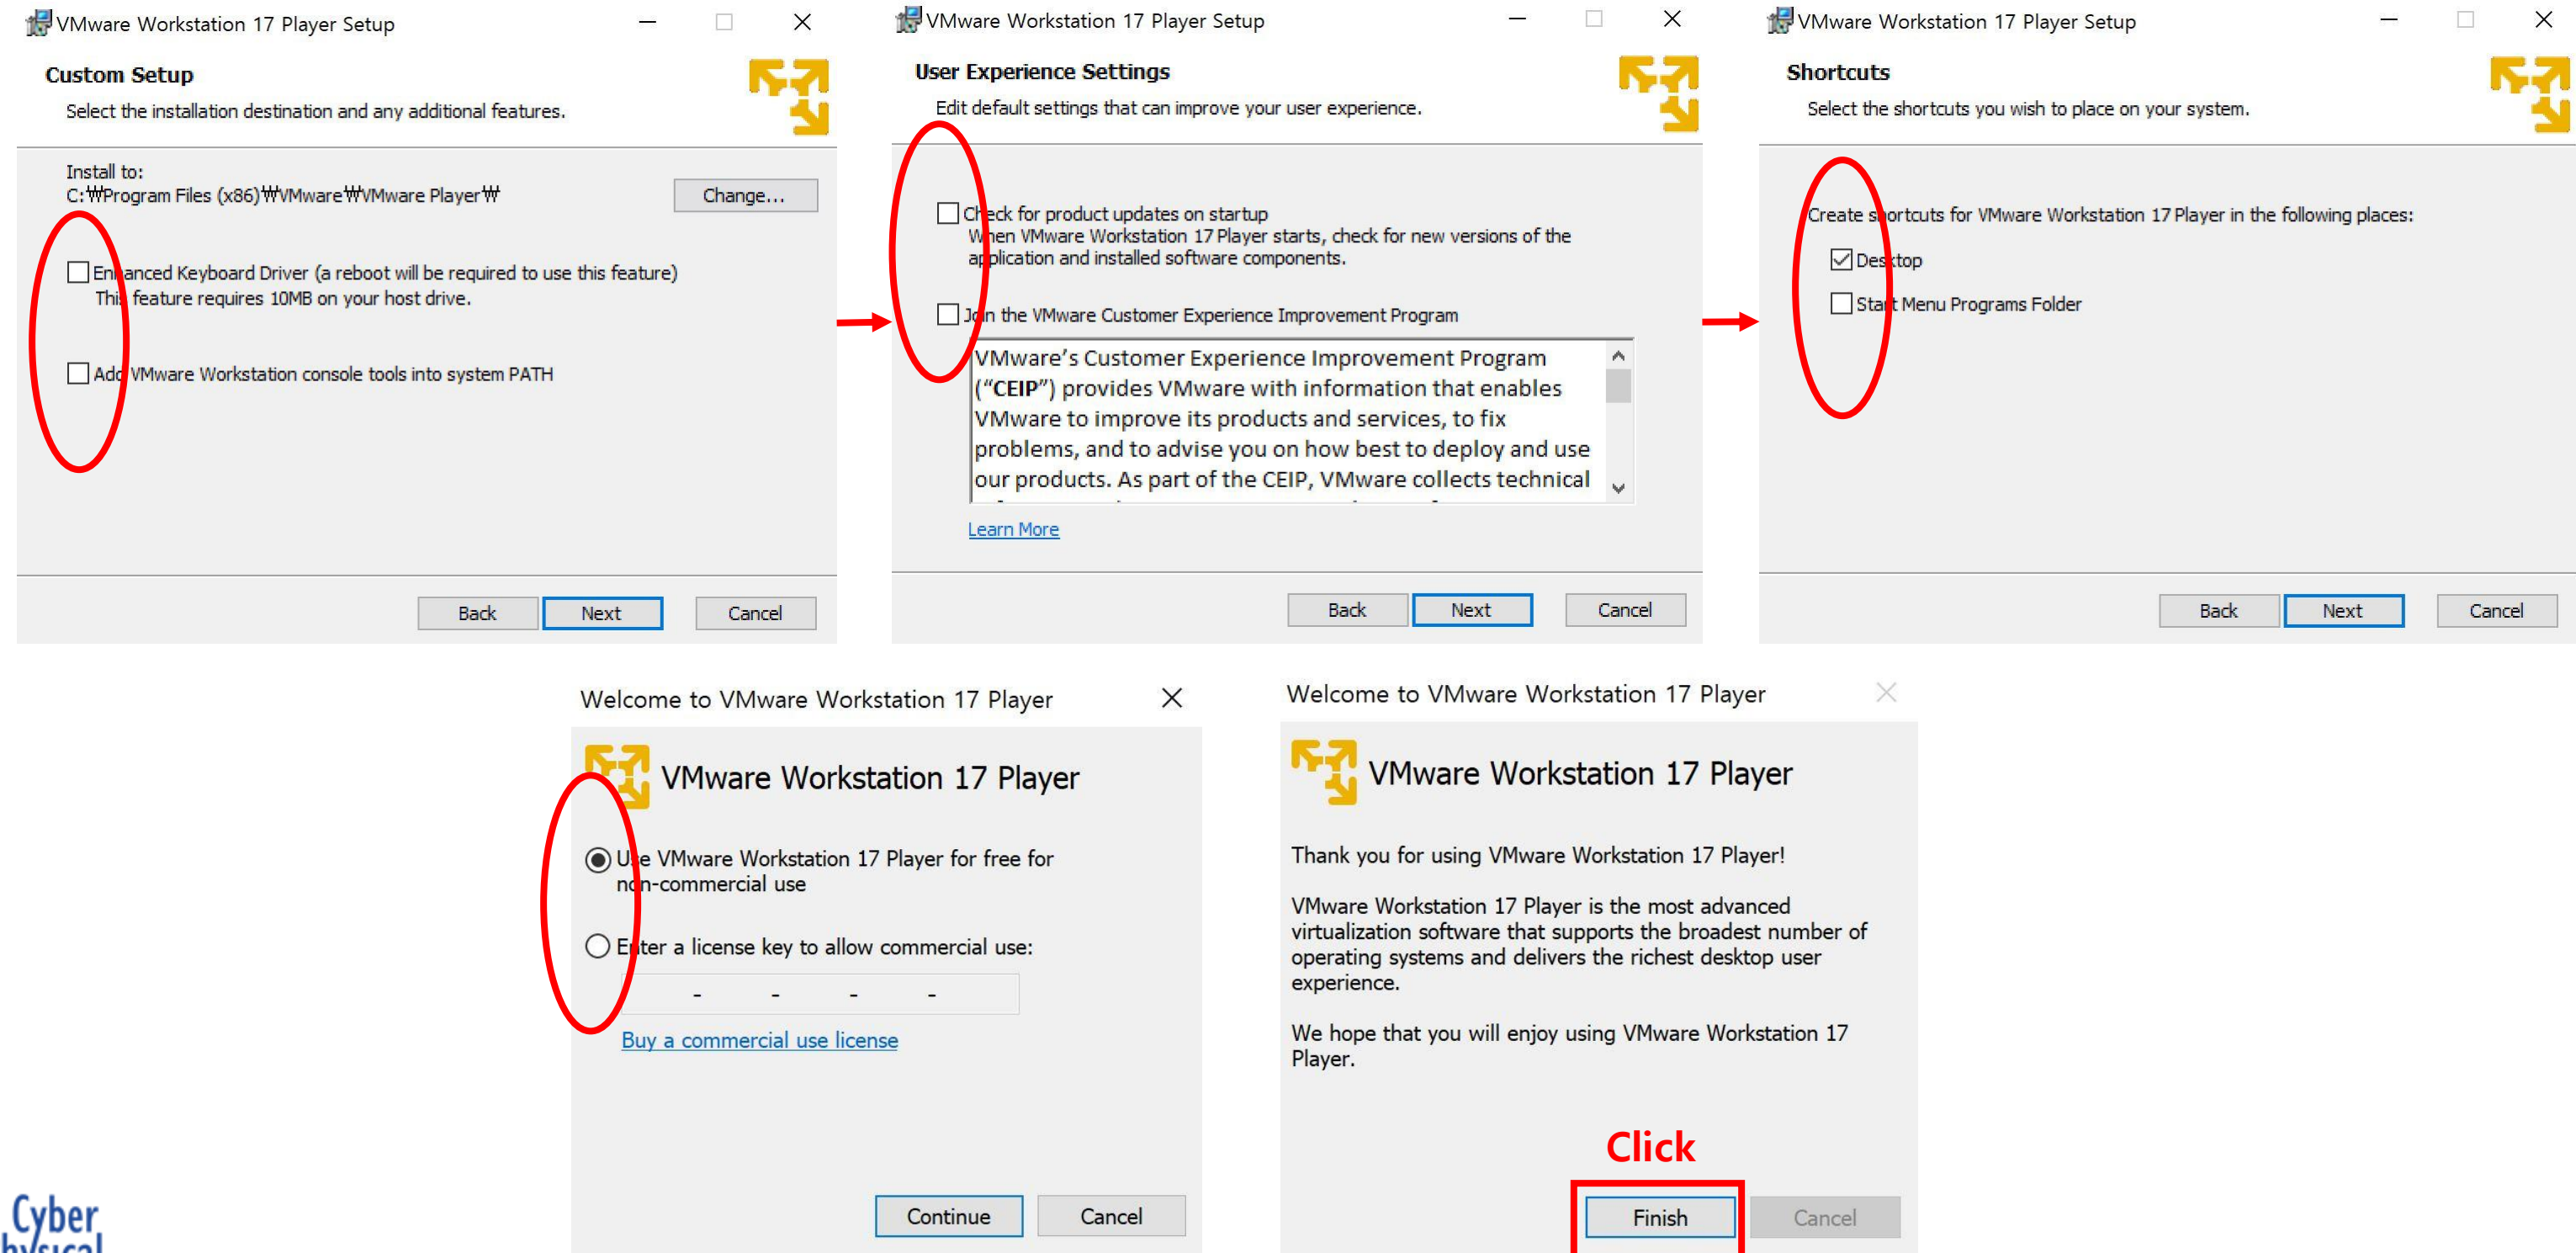 VMware Workstation 17 Player Setup
Custom Setup
Select the installation destination and any additional features.
Install to:
C:₩Program Files (x86)₩VMware₩VMware Player₩
Change...
Enhanced Keyboard Driver (a reboot will be required to use this feature)
This feature requires 10MB on your host drive.
Add VMware Workstation console tools into system PATH
Back
Next
Cancel
VMware Workstation 17 Player Setup
User Experience Settings
Edit default settings that can improve your user experience.
Check for product updates on startup
When VMware Workstation 17 Player starts, check for new versions of the
application and installed software components.
Join the VMware Customer Experience Improvement Program
VMware’s Customer Experience Improvement Program
(“CEIP”) provides VMware with information that enables
VMware to improve its products and services, to fix
problems, and to advise you on how best to deploy and use
our products. As part of the CEIP, VMware collects technical
Learn More
Back
Next
Cancel
VMware Workstation 17 Player Setup
Shortcuts
Select the shortcuts you wish to place on your system.
Create shortcuts for VMware Workstation 17 Player in the following places:
Desktop
Start Menu Programs Folder
Back
Next
Cancel
Welcome to VMware Workstation 17 Player
VMware Workstation 17 Player
Use VMware Workstation 17 Player for free for
non-commercial use
Enter a license key to allow commercial use:
- - - -
Buy a commercial use license
Continue
Cancel
Welcome to VMware Workstation 17 Player
VMware Workstation 17 Player
Thank you for using VMware Workstation 17 Player!
VMware Workstation 17 Player is the most advanced
virtualization software that supports the broadest number of
operating systems and delivers the richest desktop user
experience.
We hope that you will enjoy using VMware Workstation 17
Player.
Click
Finish
Cancel
Cyber